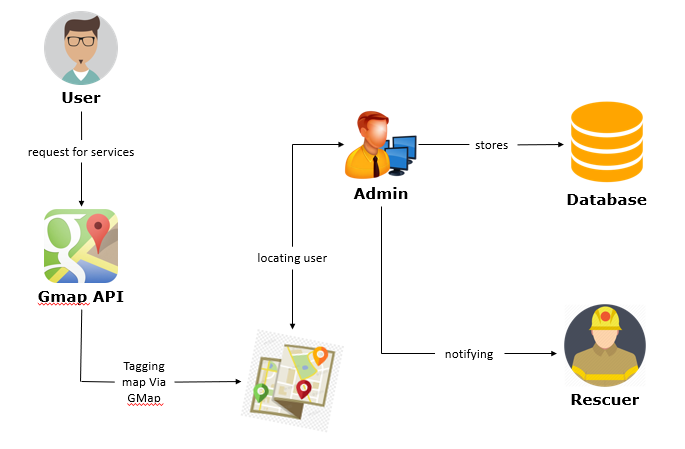 User
request for services
Gmap API
Tagging
map Via
GMap
locating user
Admin
stores
Database
notifying
Rescuer